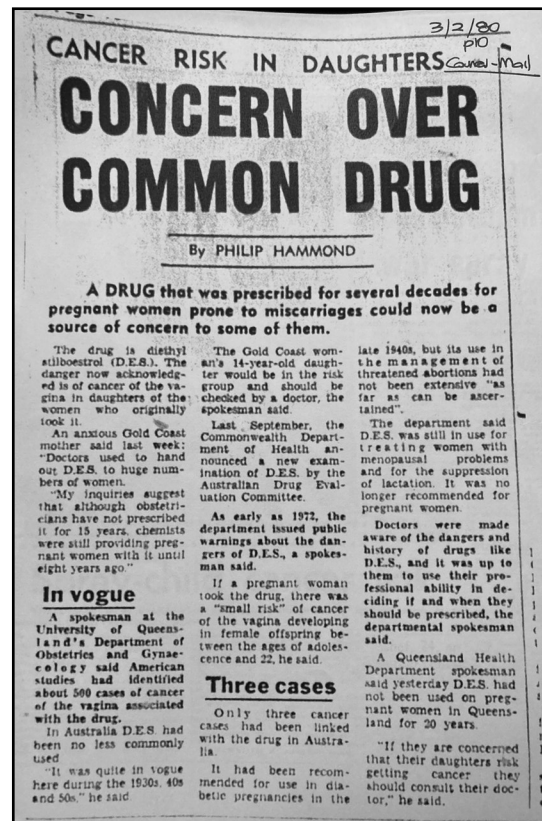 3/2/80
p10
Courier-Mail
CANCER RISK IN DAUGHTERS
CONCERN OVER
COMMON DRUG
By PHILIP HAMMOND
A DRUG that was prescribed for several decades for
pregnant women prone to miscarriages could now be a
source of concern to some of them.
The drug is diethyl
stilboestrol (D.E.S.). The
danger now acknowledg-
ed is of cancer of the va-
gina in daughters of the
women who originally
took it.
An anxious Gold Coast
mother said last week:
"Doctors used to hand
out D.E.S. to huge num-
bers of women.
"My inquiries suggest
that although obstetri-
cians have not prescribed
it for 15 years, chemists
were still providing preg-
nant women with it until
eight years ago."
In vogue
A spokesman at the
University of Queens-
land's Department of
Obstetrics and Gynae-
cology said American
studies had identified
about 500 cases of cancer
of the vagina associated
with the drug.
In Australia D.E.S. had
been no less commonly
used
"It was quite in vogue
here during the 1930s, 40s
and 50s," he said
The Gold Coast wom-
an's 14-year-old daugh-
ter would be in the risk
group and should be
checked by a doctor, the
spokesman said.
Last September, the
Commonwealth Depart-
ment of Health an-
nounced a new exam-
ination of D.E.S. by the
Australian Drug Eval-
uation Committee.
As early as 1972, the
department issued public
warnings about the dan-
gers of D.E.S., a spokes-
man said.
If a pregnant woman
took the drug, there was
a "small risk" of cancer
of the vagina developing
in female offspring be-
tween the ages of adoles-
cence and 22, he said.
Three cases
Only three cancer
cases had been linked
with the drug in Austra-
lia.
It had been recom-
mended for use in dia-
betic pregnancies in the
late 1940s, but its use in
the management of
threatened abortions had
not been extensive "as
far as can be ascer-
tained".
The department said
D.E.S. was still in use for
treating women with
menopausal problems
and for the suppression
of lactation. It was no
longer recommended for
pregnant women.
Doctors were made
aware of the dangers and
history of drugs like
D.E.S., and it was up to
them to use their pro-
fessional ability in de-
ciding if and when they
should be prescribed, the
departmental spokesman
said.
A Queensland Health
Department spokesman
said yesterday D.E.S. had
not been used on preg-
nant women in Queens-
land for 20 years.
"If they are concerned
that their daughters risk
getting cancer they
should consult their doc-
tor," he said.